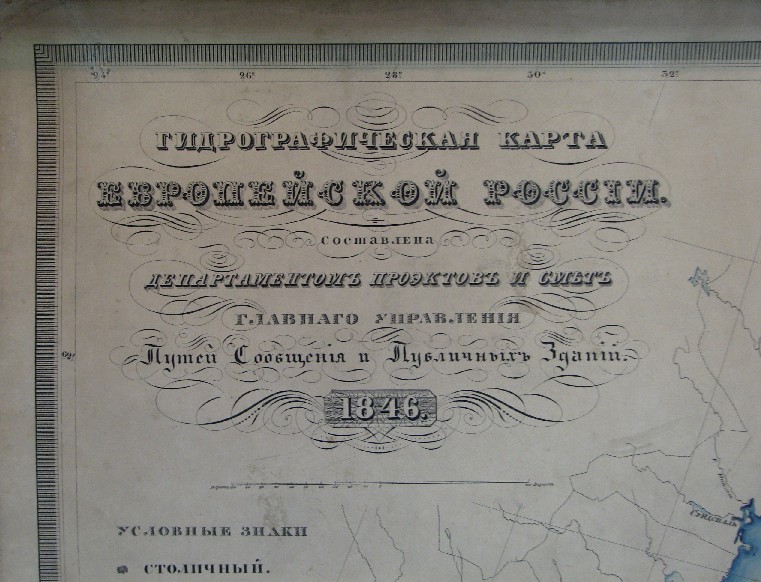 26° 28° 30° 32°
ГИДРОГРАФИЧЕСКАЯ КАРТА
ЕВРОПЕЙСКОЙ РОССІИ.
Составлена
ДЕПАРТАМЕНТОМЪ ПРОЭКТОВЪ И СМѢТЪ
ГЛАВНАГО УПРАВЛЕНІЯ
Путей Сообщенія и Публичныхъ Зданій.
1846.
УСЛОВНЫЕ ЗНАКИ
СТОЛИЧНЫЙ.